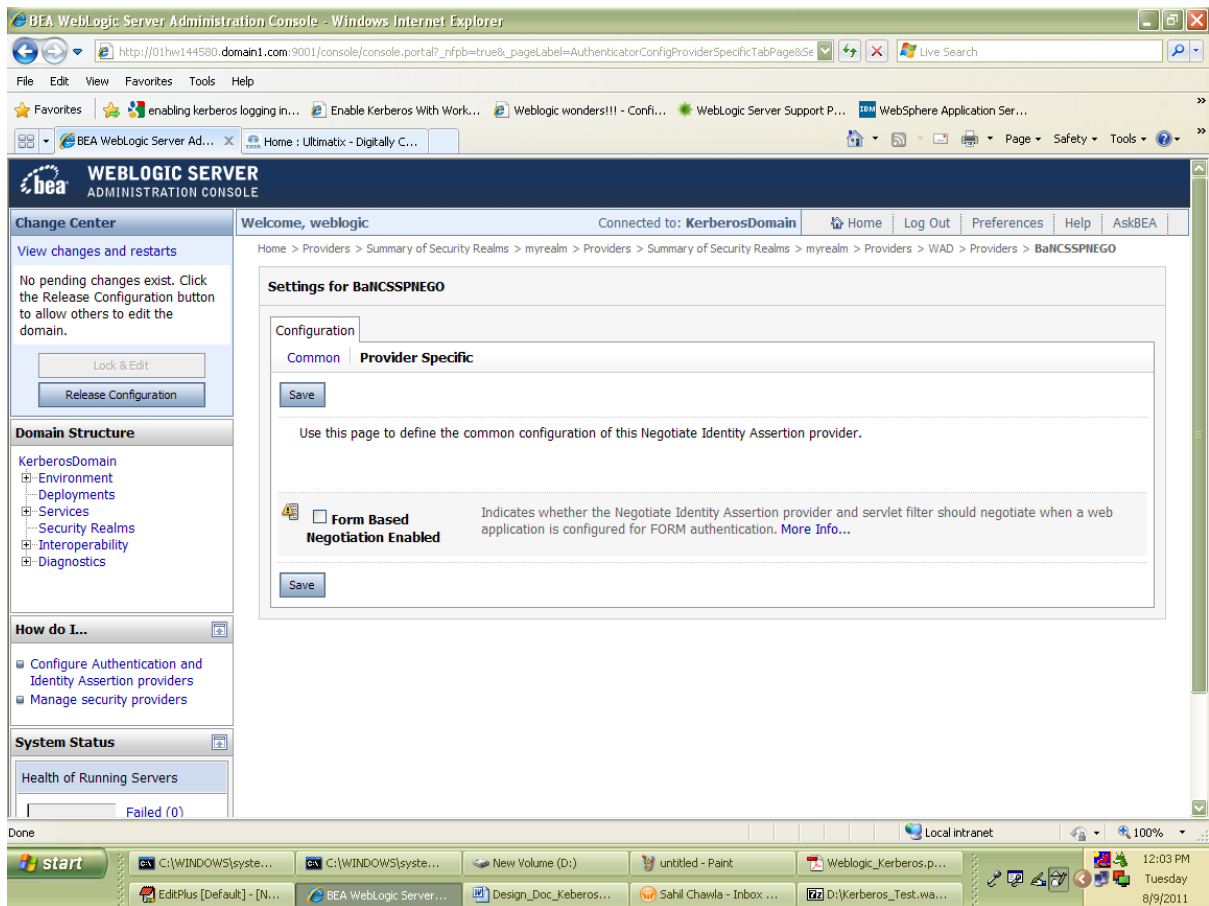 BEA WebLogic Server Administration Console - Windows Internet Explorer
http://01hw144580.domain1.com:9001/console/console.portal?_nfpb=true&_pageLabel=AuthenticatorConfigProviderSpecificTabPage&Se
Live Search
File Edit View Favorites Tools Help
Favorites enabling kerberos logging in... Enable Kerberos With Work... Weblogic wonders!!! - Confi... WebLogic Server Support P... IBM WebSphere Application Ser...
BEA WebLogic Server Ad... X TATA Home : Ultimatix - Digitally C... Page Safety Tools
bea WEBLOGIC SERVER
ADMINISTRATION CONSOLE
Change Center
View changes and restarts
No pending changes exist. Click
the Release Configuration button
to allow others to edit the
domain.
Lock & Edit
Release Configuration
Domain Structure
KerberosDomain
Environment
Deployments
Services
Security Realms
Interoperability
Diagnostics
How do I...
Configure Authentication and
Identity Assertion providers
Manage security providers
System Status
Health of Running Servers
Failed (0)
Welcome, weblogic Connected to: KerberosDomain Home Log Out Preferences Help AskBEA
Home > Providers > Summary of Security Realms > myrealm > Providers > Summary of Security Realms > myrealm > Providers > WAD > Providers > BaNCSSPNEGO
Settings for BaNCSSPNEGO
Configuration
Common Provider Specific
Save
Use this page to define the common configuration of this Negotiate Identity Assertion provider.
Form Based
Negotiation Enabled
Indicates whether the Negotiate Identity Assertion provider and servlet filter should negotiate when a web
application is configured for FORM authentication. More Info...
Save
Done Local intranet 100%
start C:\WINDOWS\syste... C:\WINDOWS\syste... New Volume (D:) untitled - Paint Weblogic_Kerberos.p... 12:03 PM
Tuesday
EditPlus [Default] - [N... BEA WebLogic Server... Design_Doc_Keberos... Sahil Chawla - Inbox ... D:\Kerberos_Test.wa... 8/9/2011